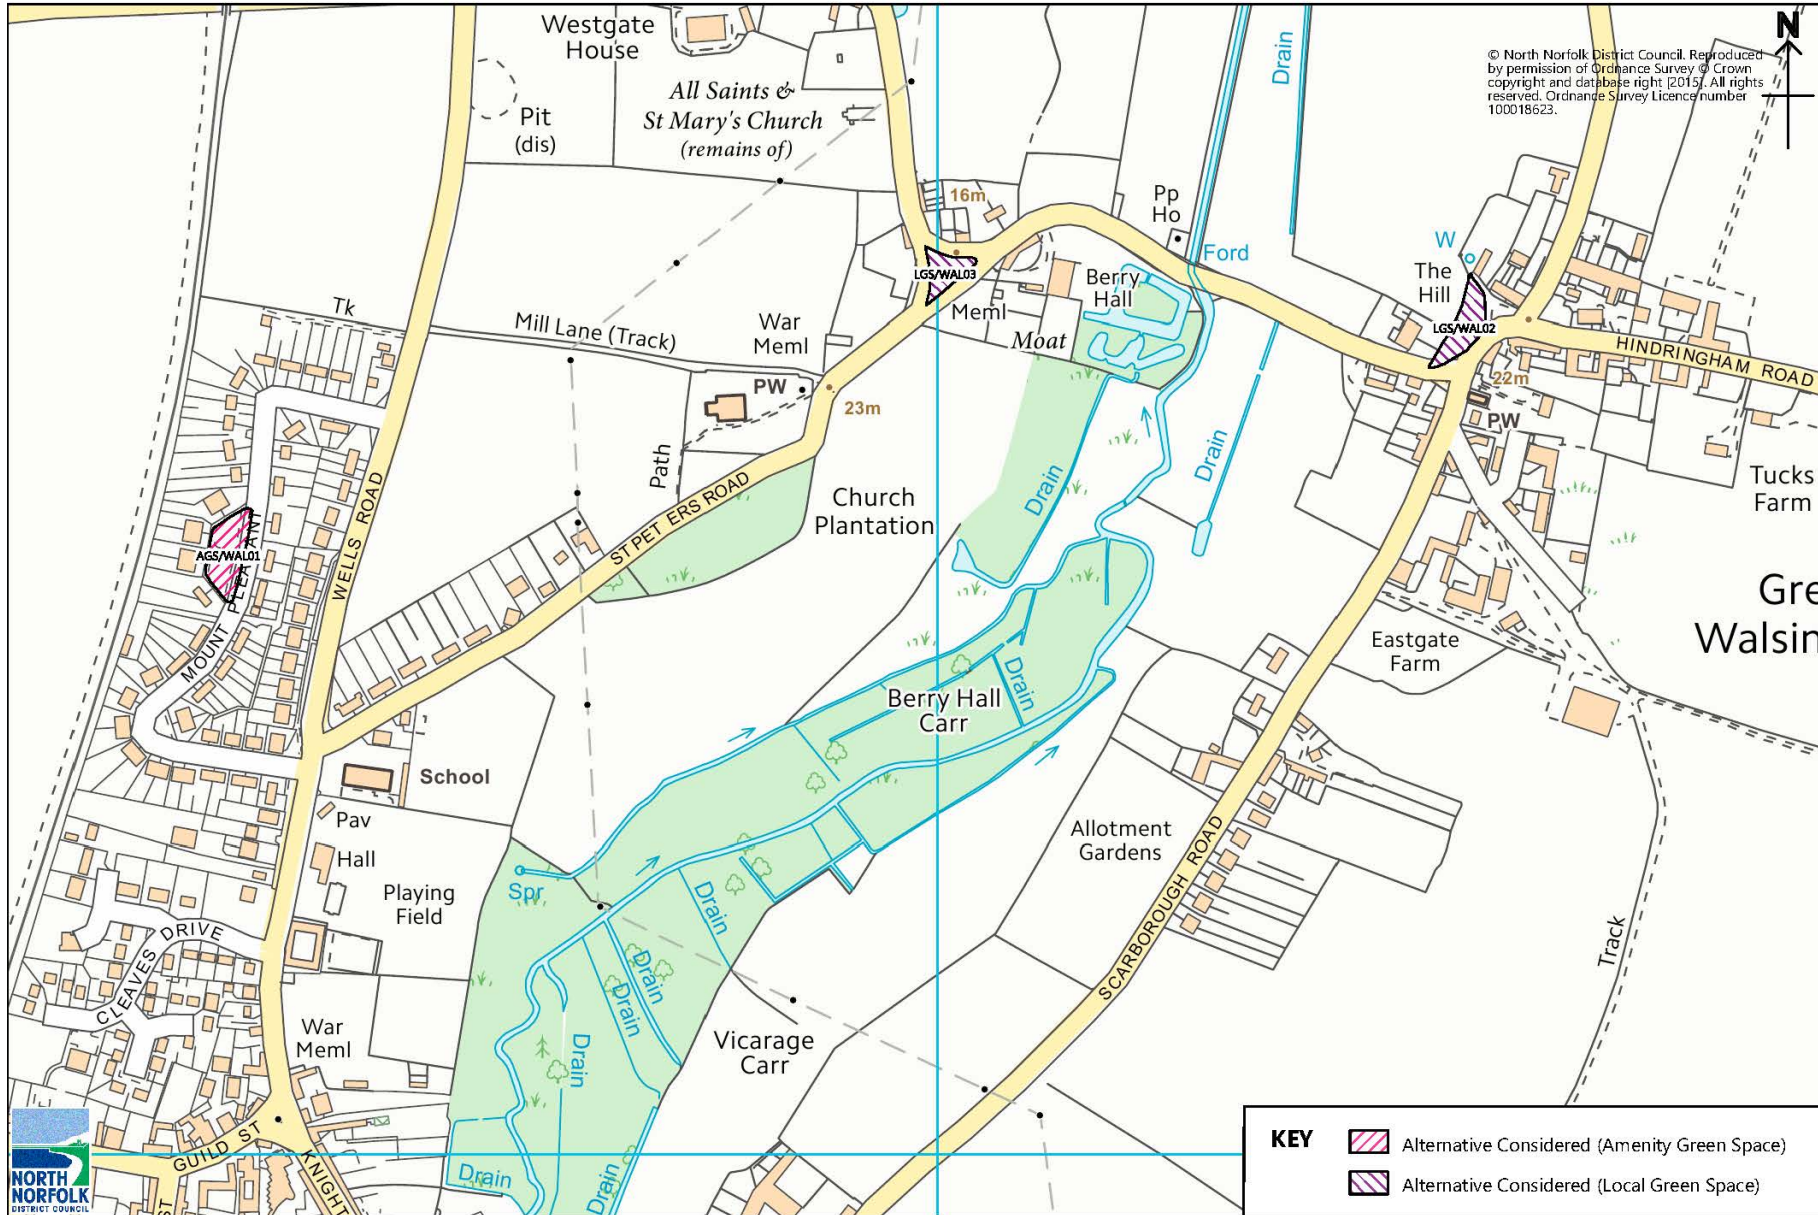 Westgate
House
All Saints &
St Mary's Church
(remains of)
Pit
(dis)
Drain
N
© North Norfolk District Council. Reproduced
by permission of Ordnance Survey © Crown
copyright and database right [2015]. All rights
reserved. Ordnance Survey Licence number
100018623.
16m
Pp
Ho
Ford
W
The
Hill
LGS/WAL03
Berry
Hall
Meml
Moat
LGS/WAL02
HINDRINGHAM ROAD
22m
PW
Tk
Mill Lane (Track)
War
Meml
PW
23m
Path
WELLS ROAD
ST PETERS ROAD
Church
Plantation
Drain
Drain
Tucks
Farm
AGS/WAL01
MOUNT PLEASANT
Gre
Walsin
Eastgate
Farm
Berry Hall
Carr
Drain
School
Pav
Hall
Playing
Field
Spr
Allotment
Gardens
SCARBOROUGH ROAD
Drain
Drain
Drain
Drain
Track
CLEAVES DRIVE
War
Meml
Vicarage
Carr
GUILD ST
KNIGHT
ST
Drain
Drain
NORTH
NORFOLK
DISTRICT COUNCIL
KEY
Alternative Considered (Amenity Green Space)
Alternative Considered (Local Green Space)